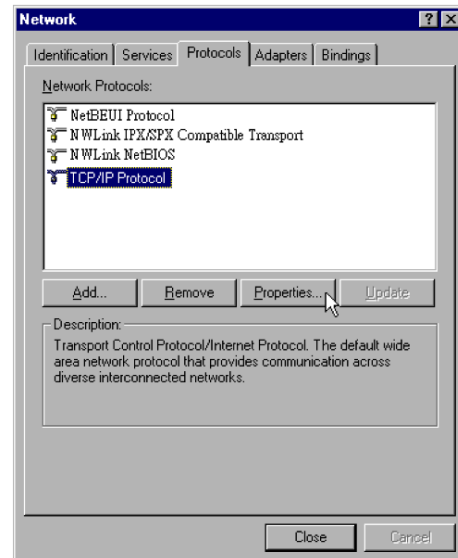 Network
Identification Services Protocols Adapters Bindings
Network Protocols:
NetBEUI Protocol
NWLink IPX/SPX Compatible Transport
NWLink NetBIOS
TCP/IP Protocol
Add... Remove Properties... Update
Description:
Transport Control Protocol/Internet Protocol. The default wide
area network protocol that provides communication across
diverse interconnected networks.
Close Cancel